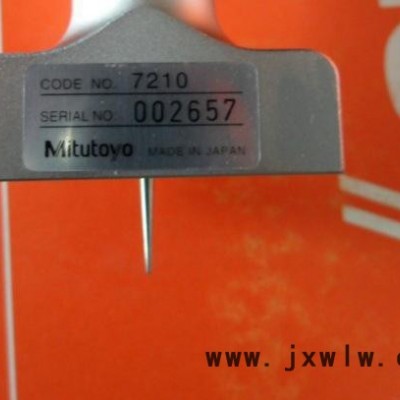 CODE NO. 7210
SERIAL NO. 002657
Mitutoyo MADE IN JAPAN
www.jxwlw.c